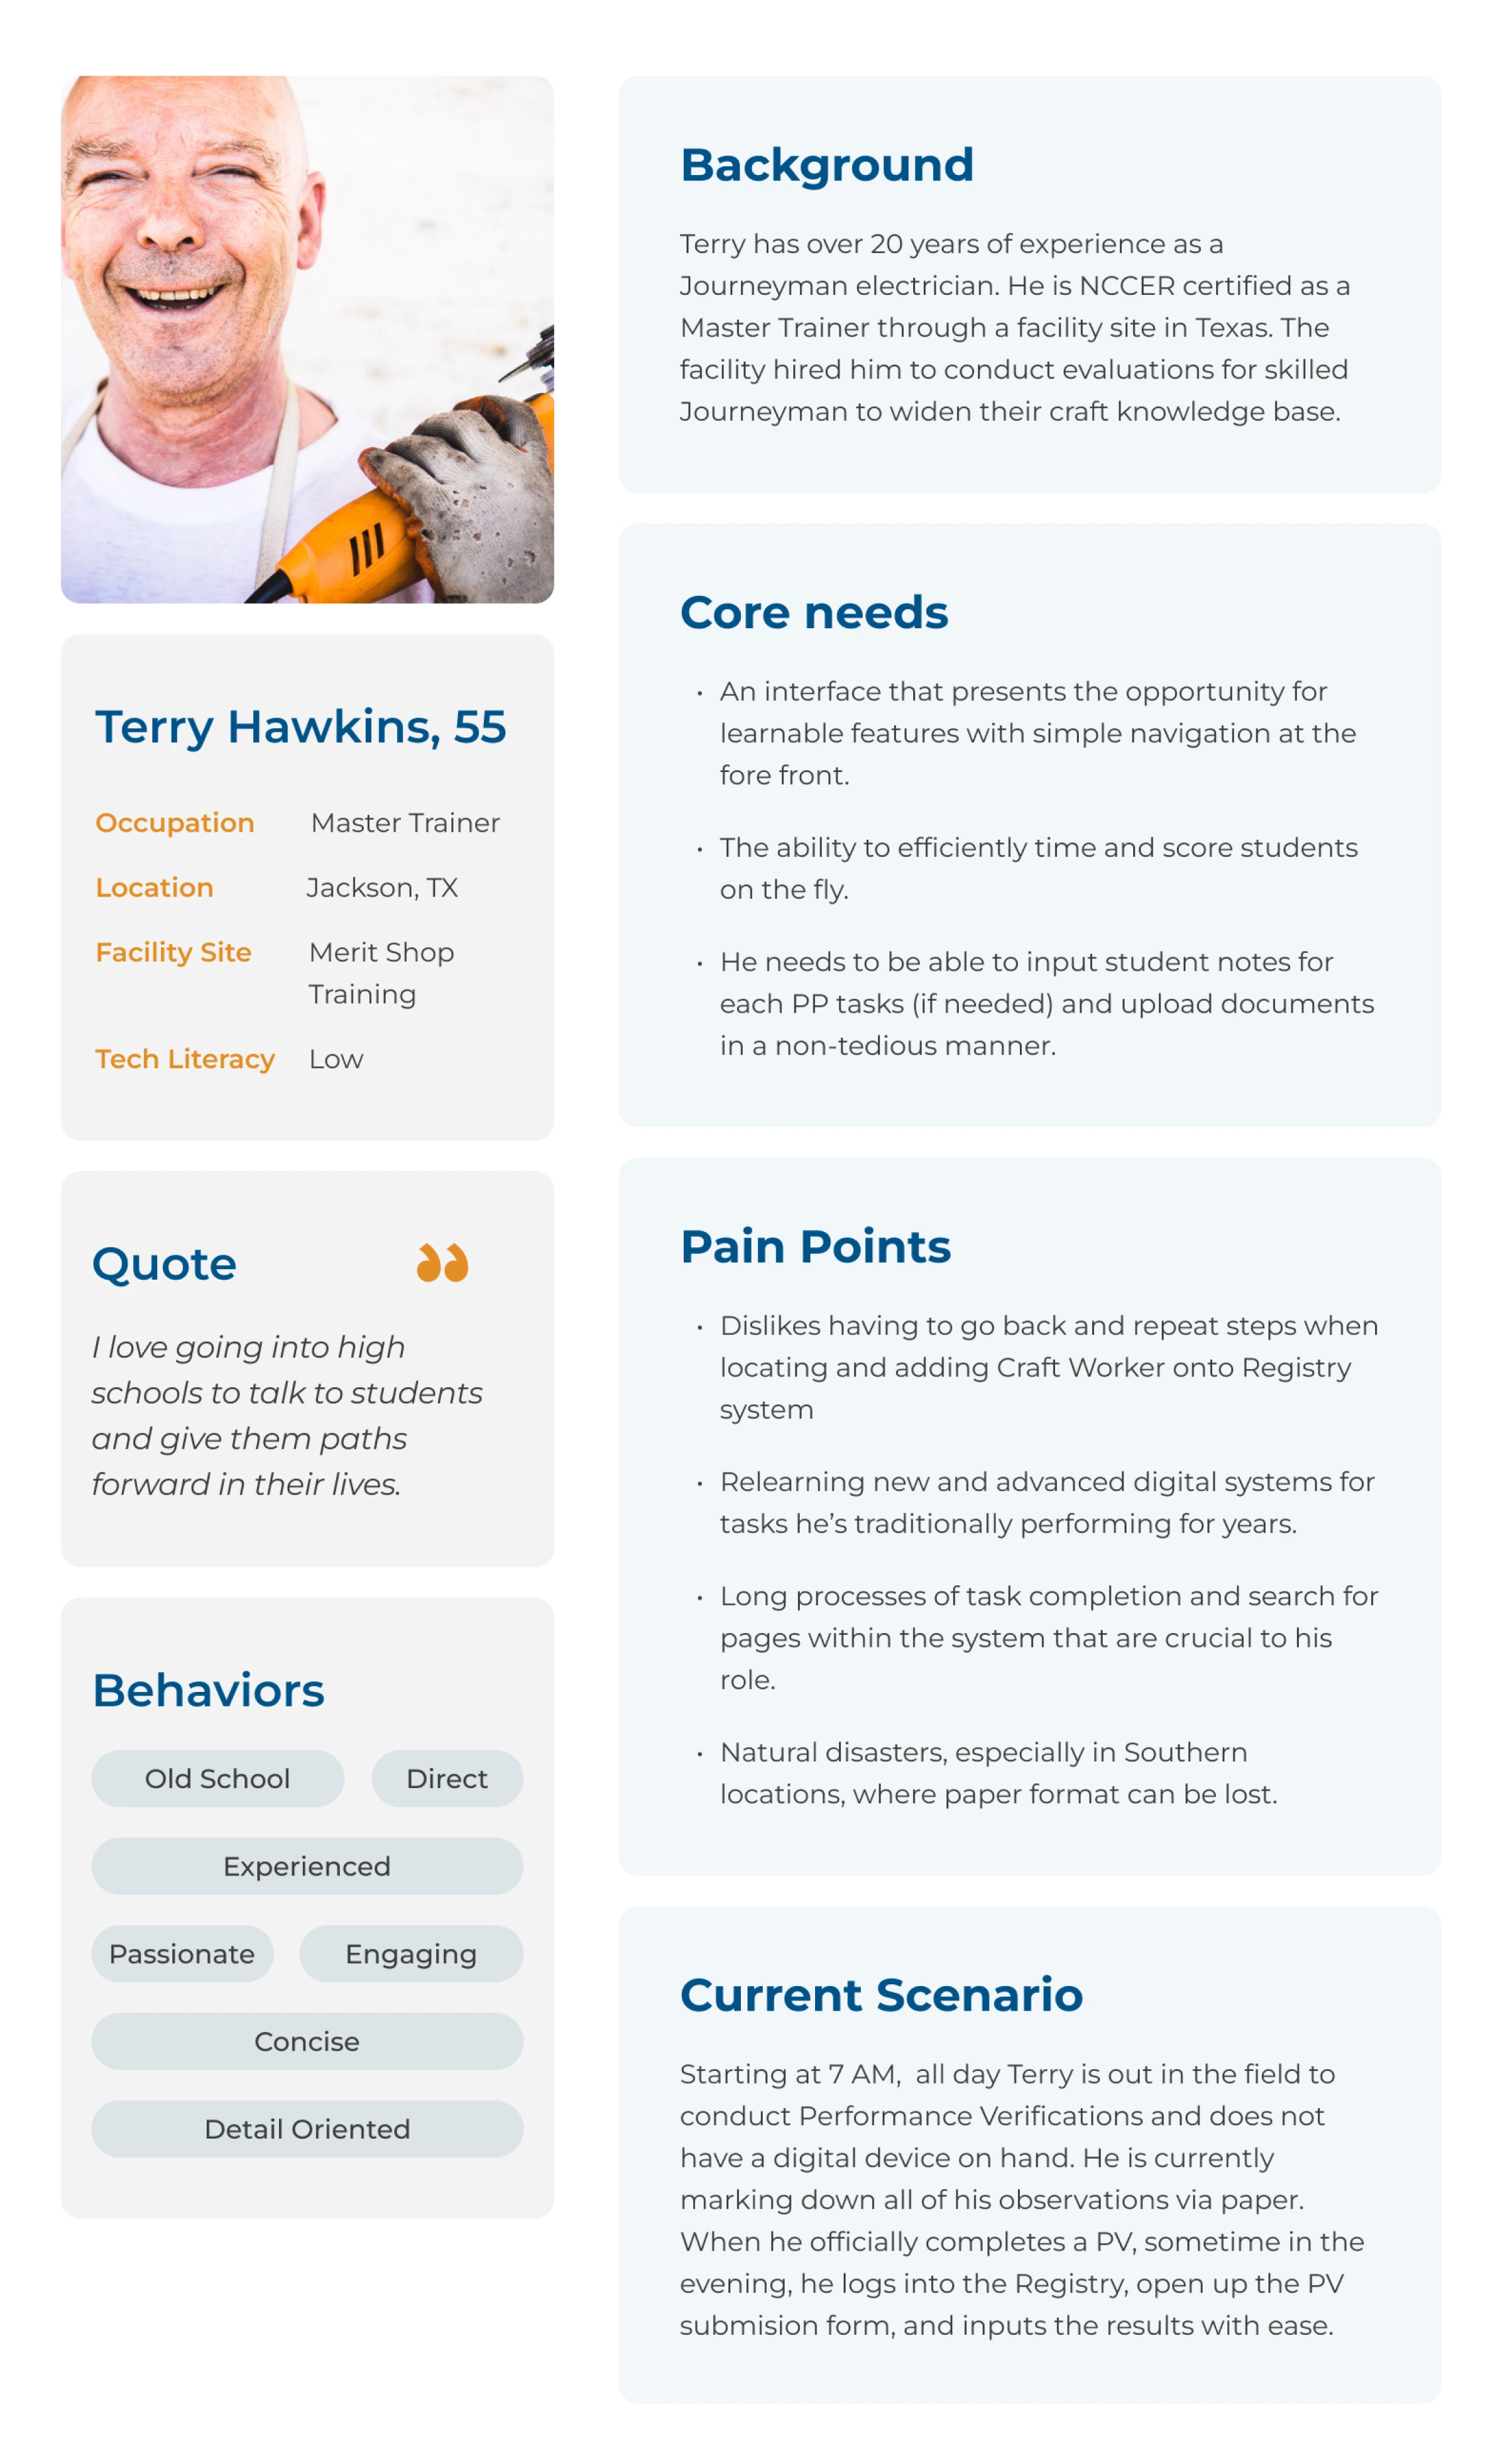 Terry Hawkins, 55
Occupation Master Trainer
Location Jackson, TX
Facility Site Merit Shop
Training
Tech Literacy Low
Quote ❟❟
I love going into high
schools to talk to students
and give them paths
forward in their lives.
Behaviors
Old School Direct
Experienced
Passionate Engaging
Concise
Detail Oriented
Background
Terry has over 20 years of experience as a
Journeyman electrician. He is NCCER certified as a
Master Trainer through a facility site in Texas. The
facility hired him to conduct evaluations for skilled
Journeyman to widen their craft knowledge base.
Core needs
• An interface that presents the opportunity for
learnable features with simple navigation at the
fore front.
• The ability to efficiently time and score students
on the fly.
• He needs to be able to input student notes for
each PP tasks (if needed) and upload documents
in a non-tedious manner.
Pain Points
• Dislikes having to go back and repeat steps when
locating and adding Craft Worker onto Registry
system
• Relearning new and advanced digital systems for
tasks he’s traditionally performing for years.
• Long processes of task completion and search for
pages within the system that are crucial to his
role.
• Natural disasters, especially in Southern
locations, where paper format can be lost.
Current Scenario
Starting at 7 AM,  all day Terry is out in the field to
conduct Performance Verifications and does not
have a digital device on hand. He is currently
marking down all of his observations via paper.
When he officially completes a PV, sometime in the
evening, he logs into the Registry, open up the PV
submision form, and inputs the results with ease.